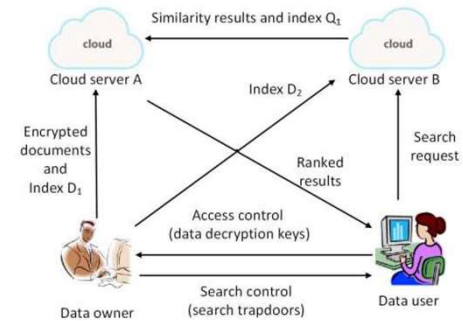 Similarity results and index Q₁
cloud
cloud
Cloud server A
Cloud server B
Index D₂
Encrypted
documents
and
Index D₁
Search
request
Ranked
results
Access control
(data decryption keys)
Search control
(search trapdoors)
Data owner
Data user